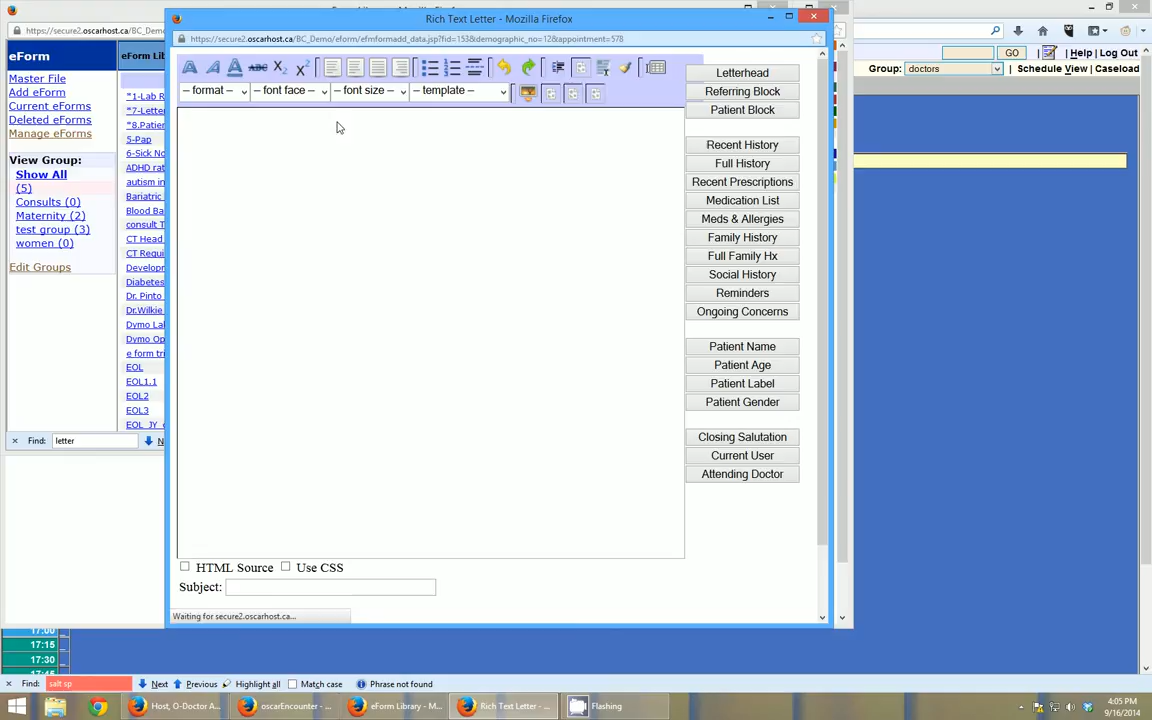 Rich Text Letter - Mozilla Firefox
https://secure2.oscarhost.ca/BC_Demo/eform/efmformadd_data.jsp?fid=153&demographic_no=12&appointment=578
https://secure2.oscarhost.ca/BC_Demo
GO
Help | Log Out
Group: doctors
Schedule View Caseload
eForm
eForm Lib
Master File
Add eForm
Current eForms
Deleted eForms
Manage eForms
View Group:
Show All
(5)
Consults (0)
Maternity (2)
test group (3)
women (0)
Edit Groups
*1-Lab R
*7-Letter
*8.Patien
5-Pap
6-Sick No
ADHD rat
autism in
Bariatric
Blood Ba
consult T
CT Head
CT Requi
Developn
Diabetes
Dr. Pinto
Dr.Wilkie
Dymo Lal
Dymo Op
e form tri
EOL
EOL1.1
EOL2
EOL3
EOL JY
Find: letter
-- format --
-- font face --
-- font size --
-- template --
Letterhead
Referring Block
Patient Block
Recent History
Full History
Recent Prescriptions
Medication List
Meds & Allergies
Family History
Full Family Hx
Social History
Reminders
Ongoing Concerns
Patient Name
Patient Age
Patient Label
Patient Gender
Closing Salutation
Current User
Attending Doctor
HTML Source
Use CSS
Subject:
Waiting for secure2.oscarhost.ca...
17:00
17:15
17:30
Find: salt sp
Next
Previous
Highlight all
Match case
Phrase not found
Host, O-Doctor A...
oscarEncounter - ...
eForm Library - M...
Rich Text Letter - ...
Flashing
4:05 PM
9/16/2014